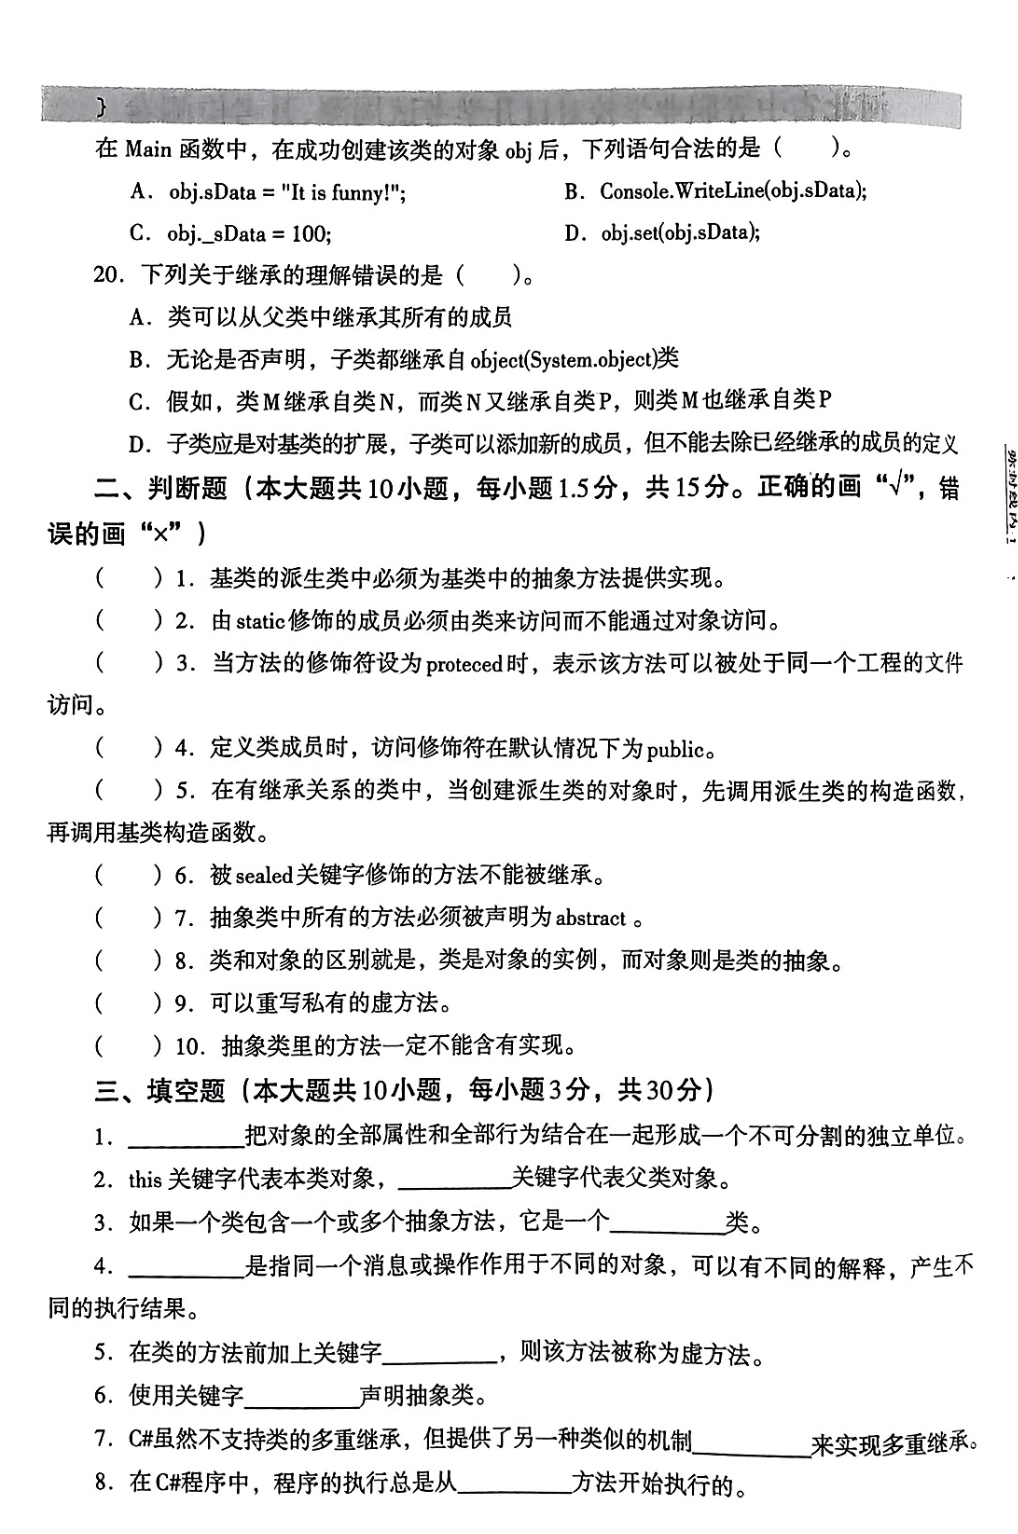 }
在 Main 函数中，在成功创建该类的对象 obj 后，下列语句合法的是（　　）。
A．obj.sData = "It is funny!";　　B．Console.WriteLine(obj.sData);
C．obj._sData = 100;　　D．obj.set(obj.sData);
20．下列关于继承的理解错误的是（　　）。
A．类可以从父类中继承其所有的成员
B．无论是否声明，子类都继承自 object(System.object)类
C．假如，类M继承自类N，而类N又继承自类P，则类M也继承自类P
D．子类应是对基类的扩展，子类可以添加新的成员，但不能去除已经继承的成员的定义
二、判断题（本大题共10小题，每小题1.5分，共15分。正确的画“√”，错
误的画“×”）
（　　）1．基类的派生类中必须为基类中的抽象方法提供实现。
（　　）2．由static修饰的成员必须由类来访问而不能通过对象访问。
（　　）3．当方法的修饰符设为proteced时，表示该方法可以被处于同一个工程的文件
访问。
（　　）4．定义类成员时，访问修饰符在默认情况下为public。
（　　）5．在有继承关系的类中，当创建派生类的对象时，先调用派生类的构造函数，
再调用基类构造函数。
（　　）6．被sealed关键字修饰的方法不能被继承。
（　　）7．抽象类中所有的方法必须被声明为abstract 。
（　　）8．类和对象的区别就是，类是对象的实例，而对象则是类的抽象。
（　　）9．可以重写私有的虚方法。
（　　）10．抽象类里的方法一定不能含有实现。
三、填空题（本大题共10小题，每小题3分，共30分）
1．__________把对象的全部属性和全部行为结合在一起形成一个不可分割的独立单位。
2．this 关键字代表本类对象，__________关键字代表父类对象。
3．如果一个类包含一个或多个抽象方法，它是一个__________类。
4．__________是指同一个消息或操作作用于不同的对象，可以有不同的解释，产生不
同的执行结果。
5．在类的方法前加上关键字__________，则该方法被称为虚方法。
6．使用关键字__________声明抽象类。
7．C#虽然不支持类的多重继承，但提供了另一种类似的机制__________来实现多重继承。
8．在C#程序中，程序的执行总是从__________方法开始执行的。